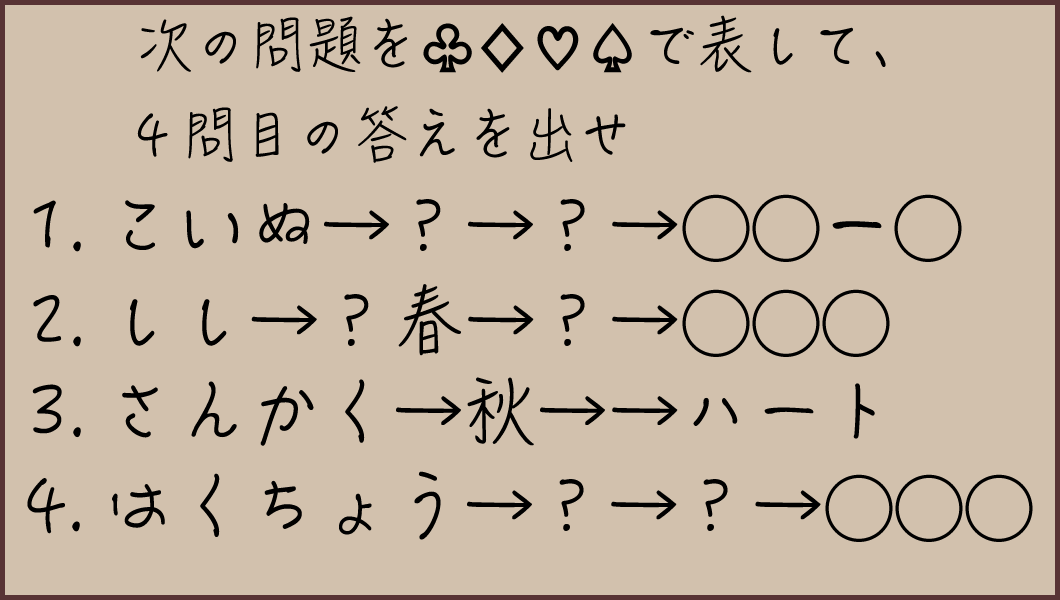 次の問題を♧♢♡♤で表して、
4問目の答えを出せ
1. こいぬ→?→?→○○ー○
2. しし→?春→?→○○○
3. さんかく→秋→→ハート
4. はくちょう→?→?→○○○